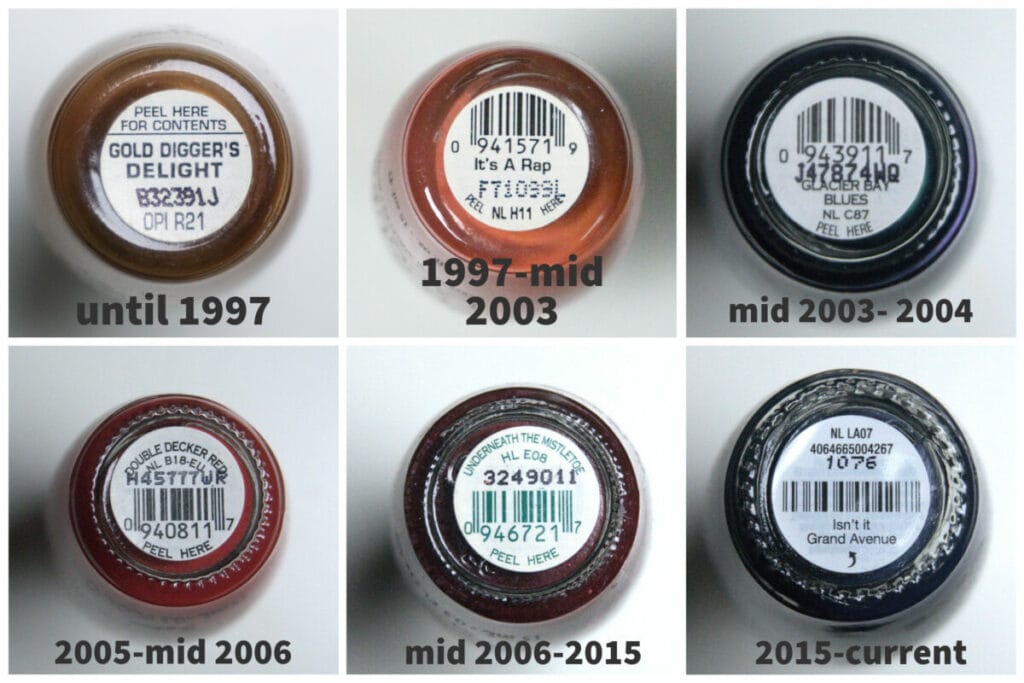 PEEL HERE
FOR CONTENTS
GOLD DIGGER'S
DELIGHT
B32391J
OPI R21
until 1997
0 941571 9
It's A Rap
F71093L
PEEL NL H11 HERE
1997-mid
2003
0 943911 7
J47874WQ
GLACIER BAY
BLUES
NL C87
PEEL HERE
mid 2003- 2004
DOUBLE DECKER RED
NL B18-EU
H45777WR
0 940811 7
PEEL HERE
2005-mid 2006
UNDERNEATH THE MISTLETOE
HL E08
3249011
0 946721 7
PEEL HERE
mid 2006-2015
NL LA07
4064665004267
1076
Isn't it
Grand Avenue
2015-current